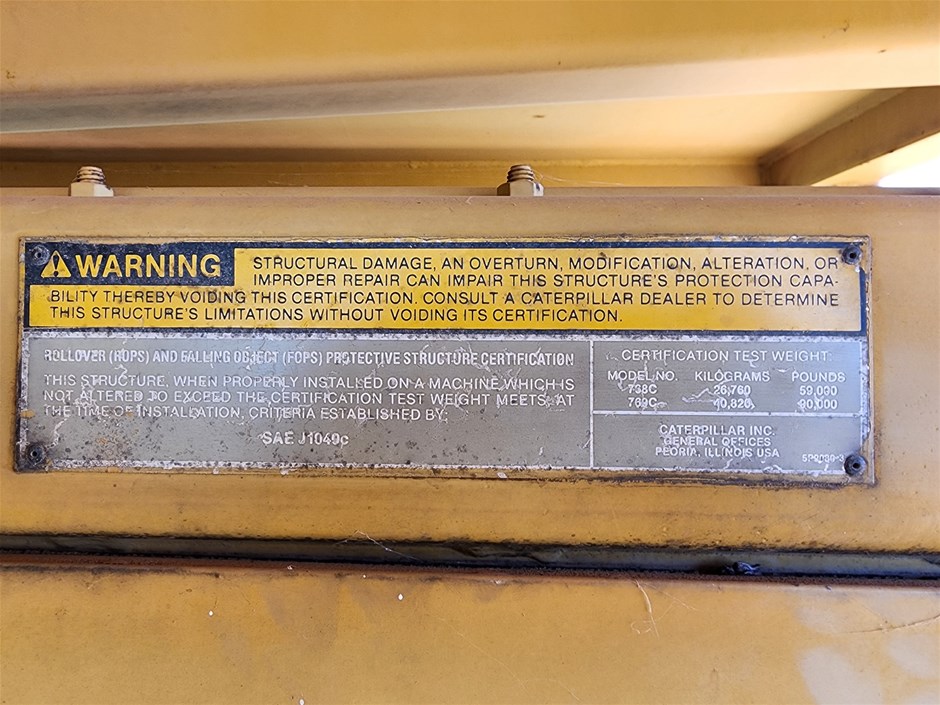 WARNING
STRUCTURAL DAMAGE, AN OVERTURN, MODIFICATION, ALTERATION, OR
IMPROPER REPAIR CAN IMPAIR THIS STRUCTURE'S PROTECTION CAPA-
BILITY THEREBY VOIDING THIS CERTIFICATION. CONSULT A CATERPILLAR DEALER TO DETERMINE
THIS STRUCTURE'S LIMITATIONS WITHOUT VOIDING ITS CERTIFICATION.
ROLLOVER (ROPS) AND FALLING OBJECT (FOPS) PROTECTIVE STRUCTURE CERTIFICATION
THIS STRUCTURE, WHEN PROPERLY INSTALLED ON A MACHINE WHICH IS
NOT ALTERED TO EXCEED THE CERTIFICATION TEST WEIGHT MEETS, AT
THE TIME OF INSTALLATION, CRITERIA ESTABLISHED BY:
SAE J1040c
CERTIFICATION TEST WEIGHT:
MODEL NO. KILOGRAMS POUNDS
768C 26,760 59,000
769C 40,826 90,000
CATERPILLAR INC.
GENERAL OFFICES
PEORIA, ILLINOIS USA